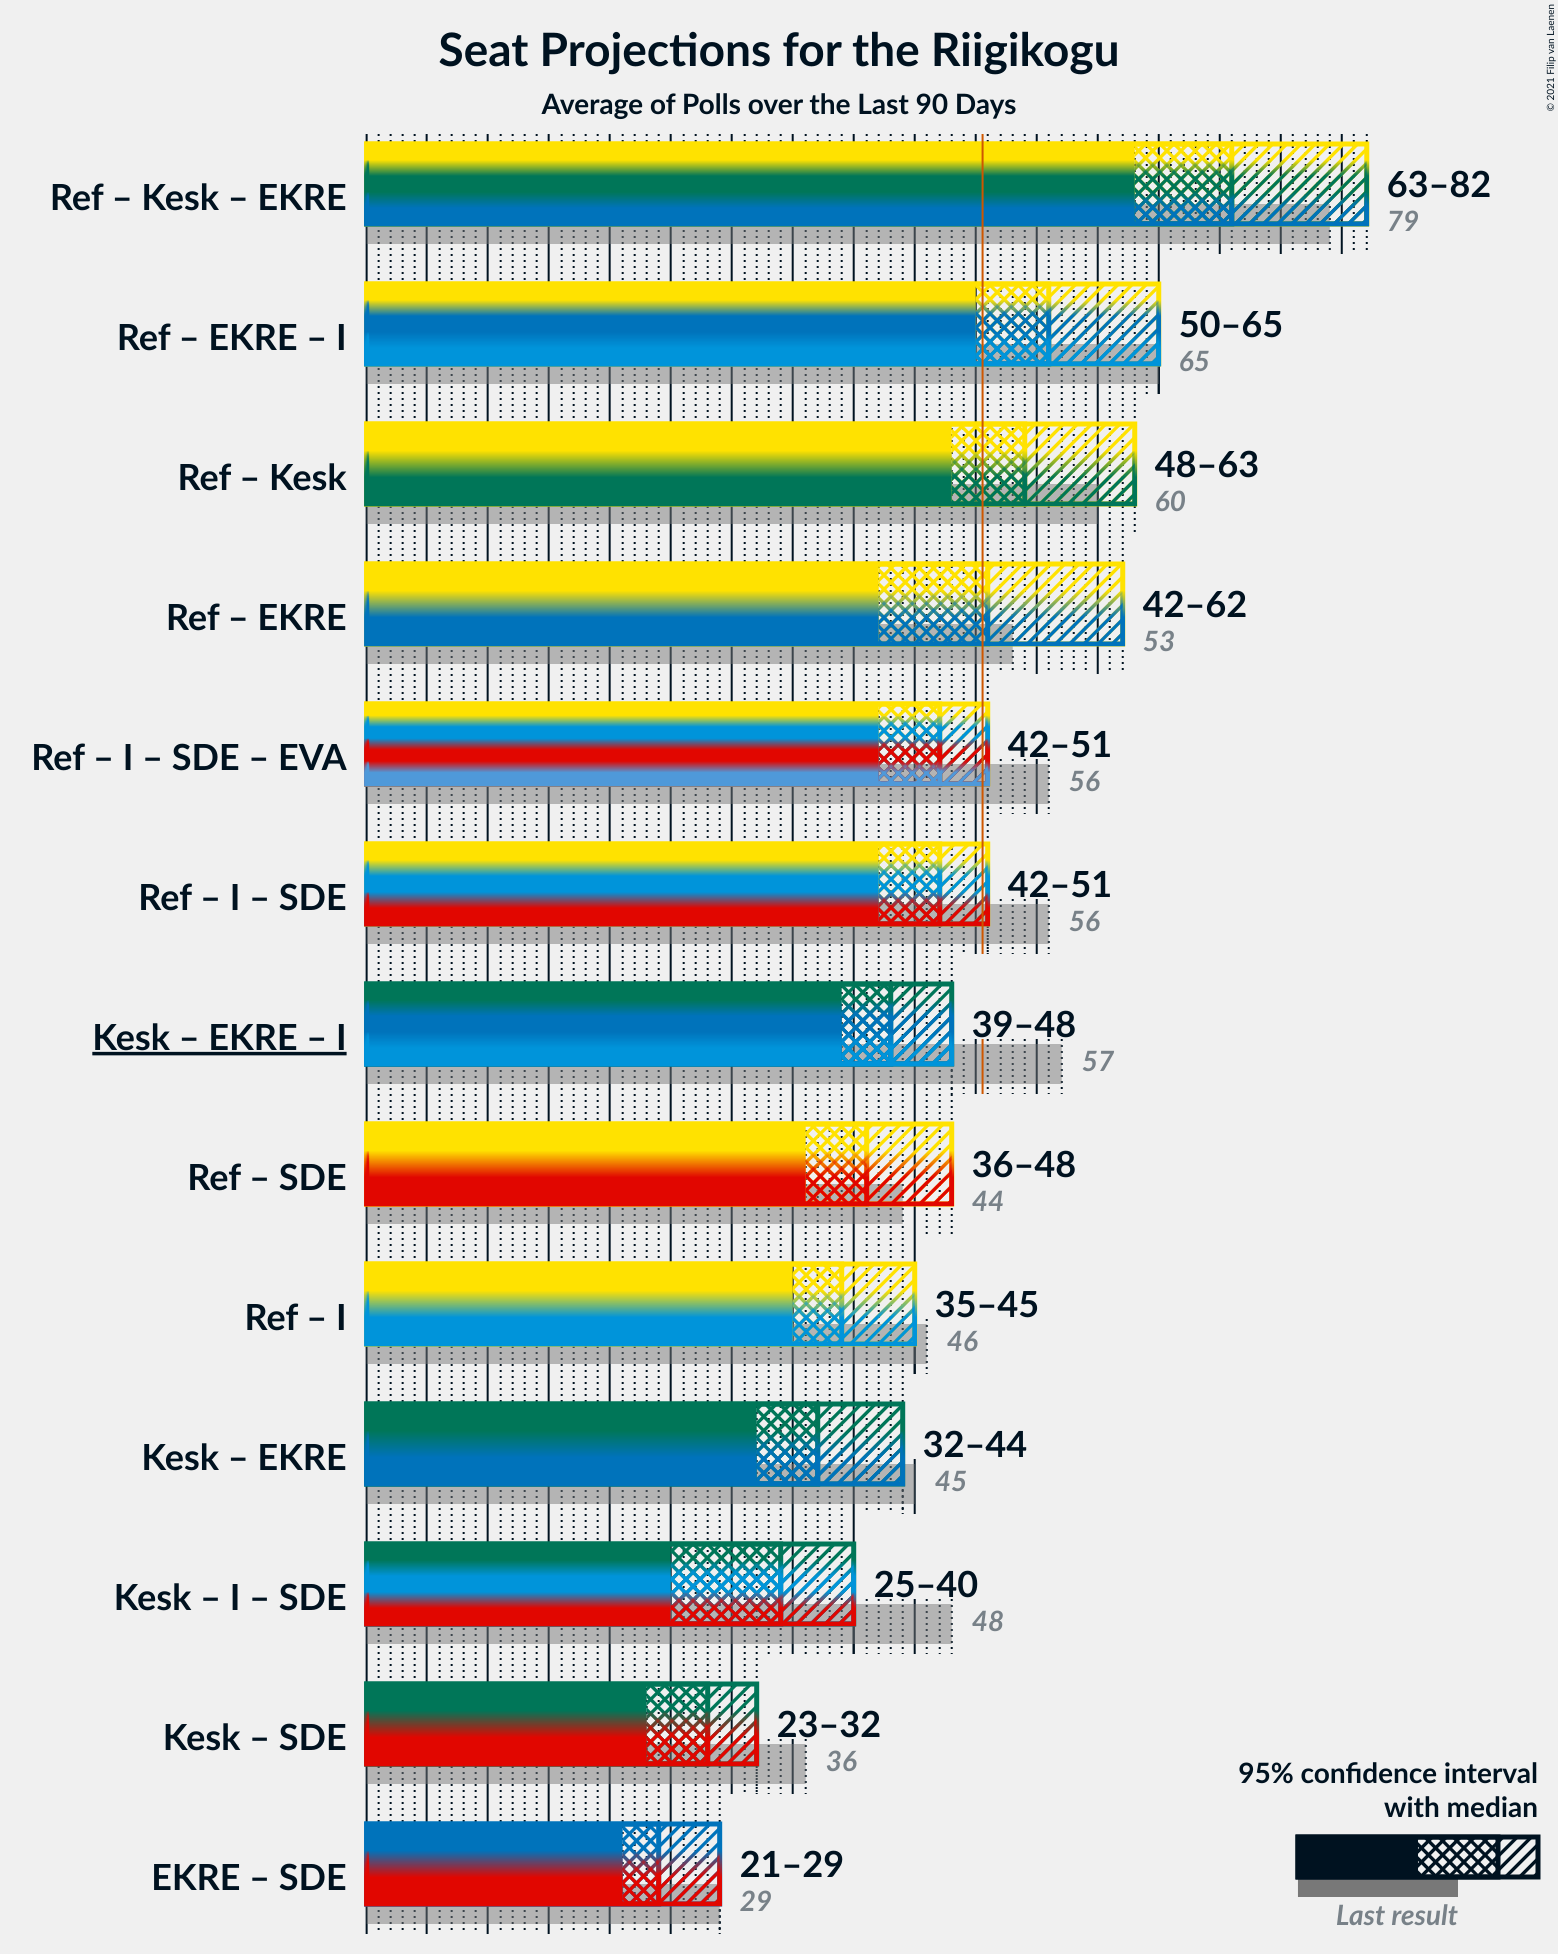 Seat Projections for the Riigikogu
Average of Polls over the Last 90 Days
© 2021 Filip van Laenen
Ref – Kesk – EKRE
63–82
79
Ref – EKRE – I
50–65
65
Ref – Kesk
48–63
60
Ref – EKRE
42–62
53
Ref – I – SDE – EVA
42–51
56
Ref – I – SDE
42–51
56
Kesk – EKRE – I
39–48
57
Ref – SDE
36–48
44
Ref – I
35–45
46
Kesk – EKRE
32–44
45
Kesk – I – SDE
25–40
48
Kesk – SDE
23–32
36
EKRE – SDE
21–29
29
95% confidence interval
with median
Last result